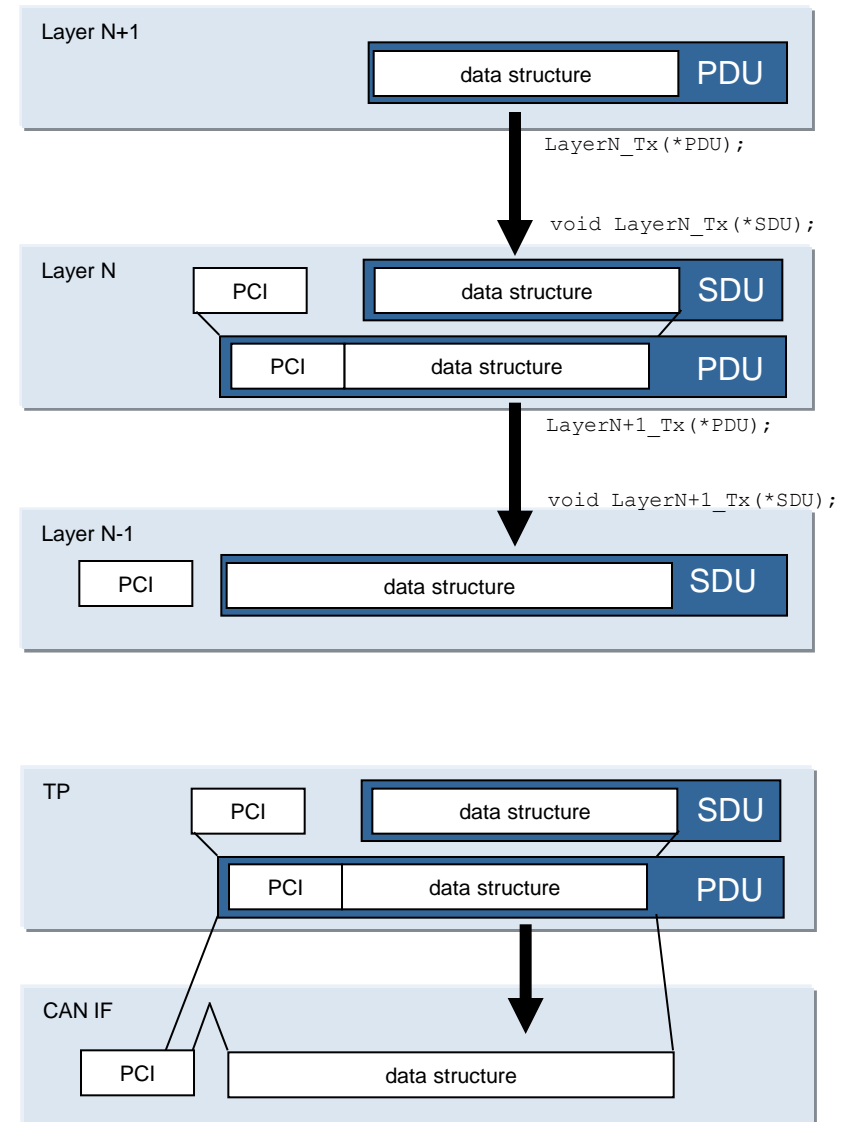 Layer N+1
data structure PDU
LayerN_Tx(*PDU);
void LayerN_Tx(*SDU);
Layer N
PCI data structure SDU
PCI data structure PDU
LayerN+1_Tx(*PDU);
void LayerN+1_Tx(*SDU);
Layer N-1
PCI data structure SDU
TP
PCI data structure SDU
PCI data structure PDU
CAN IF
PCI data structure